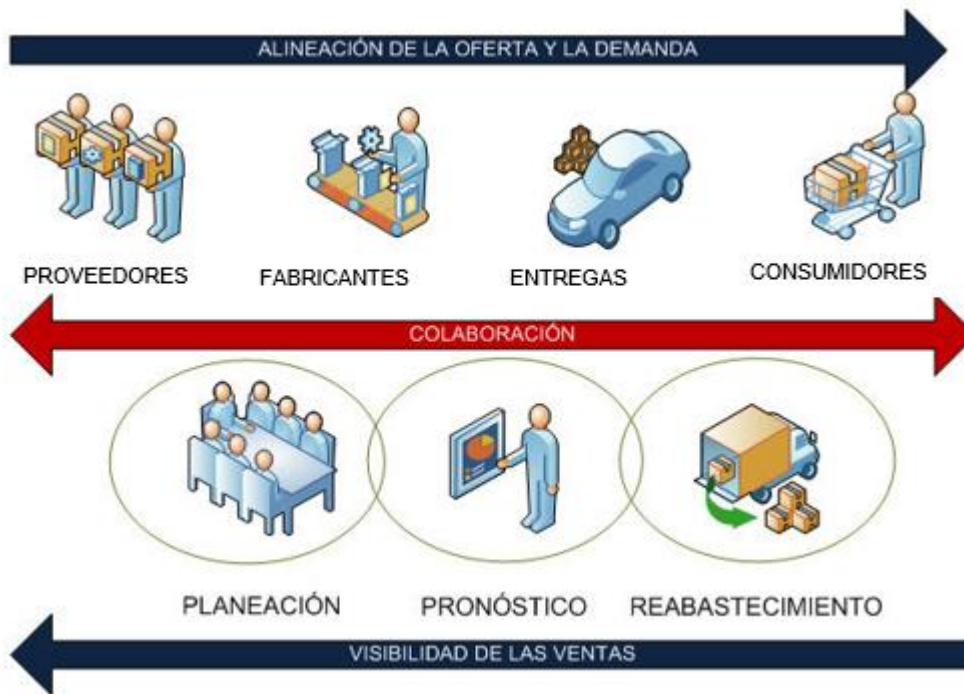 ALINEACIÓN DE LA OFERTA Y LA DEMANDA
PROVEEDORES
FABRICANTES
ENTREGAS
CONSUMIDORES
COLABORACIÓN
PLANEACIÓN
PRONÓSTICO
REABASTECIMIENTO
VISIBILIDAD DE LAS VENTAS